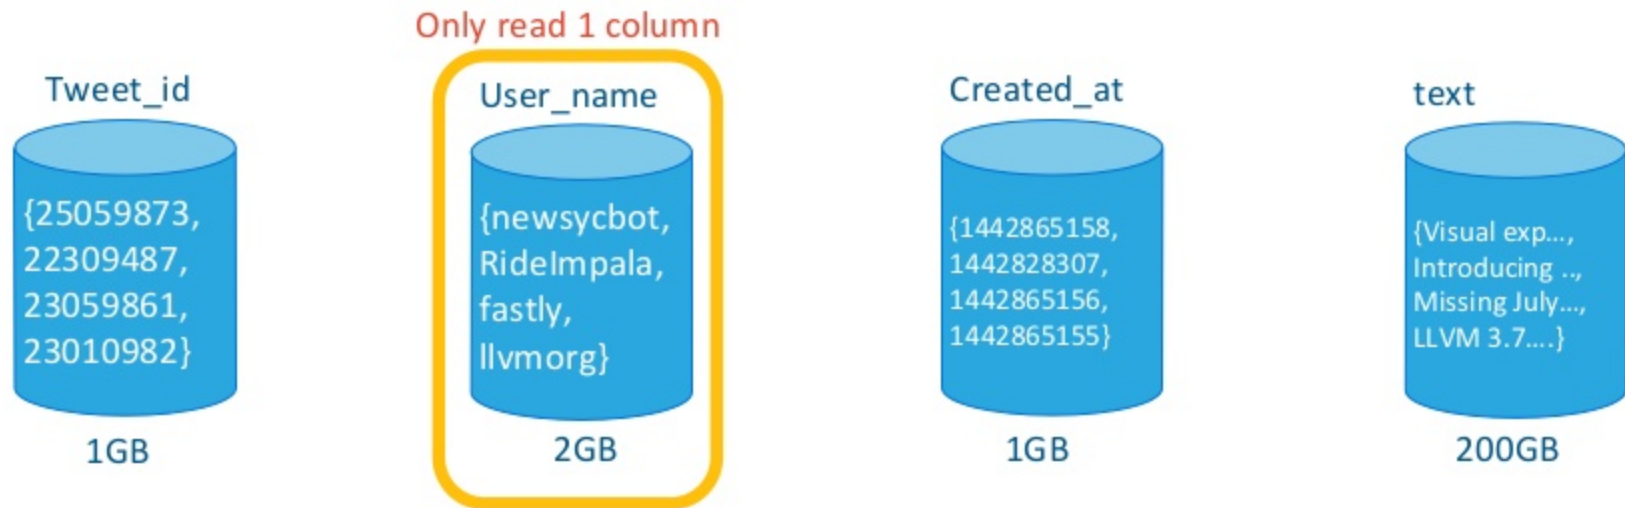 Only read 1 column
Tweet_id
{25059873,
22309487,
23059861,
23010982}
1GB
User_name
{newsycbot,
RideImpala,
fastly,
llvmorg}
2GB
Created_at
{1442865158,
1442828307,
1442865156,
1442865155}
1GB
text
{Visual exp…,
Introducing ..,
Missing July…,
LLVM 3.7….}
200GB